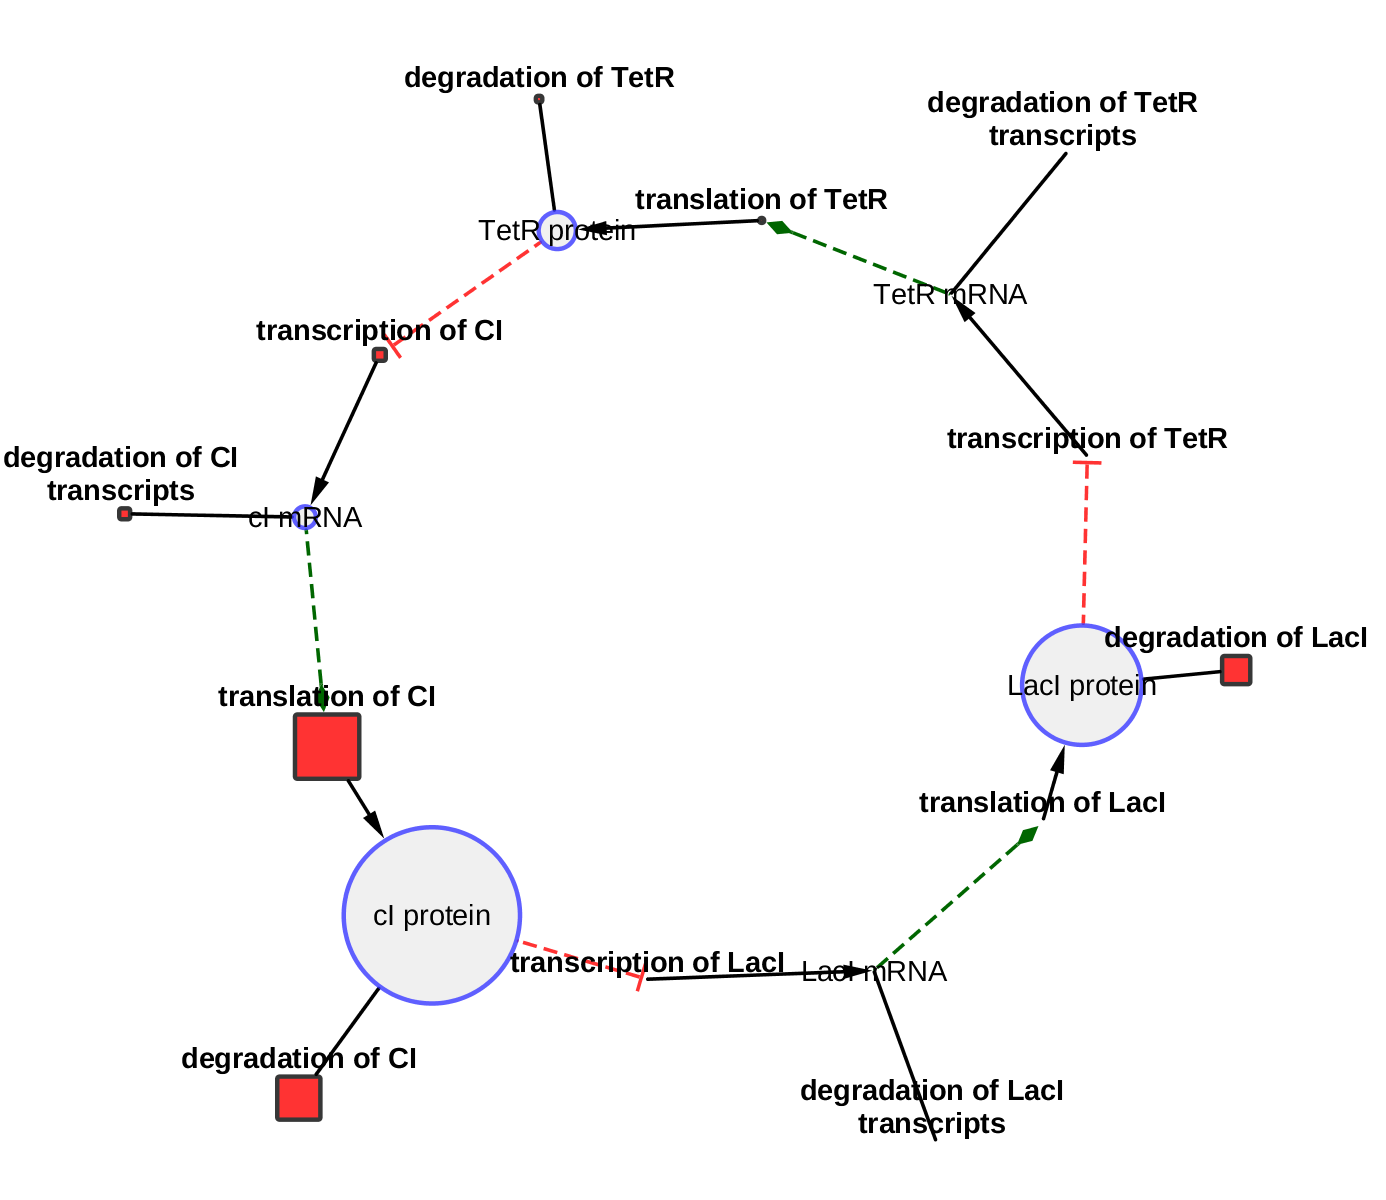 degradation of TetR
degradation of TetR
transcripts
translation of TetR
TetR protein
TetR mRNA
transcription of CI
transcription of TetR
degradation of CI
transcripts
cI mRNA
degradation of LacI
LacI protein
translation of CI
translation of LacI
cI protein
transcription of LacI
LacI mRNA
degradation of CI
degradation of LacI
transcripts